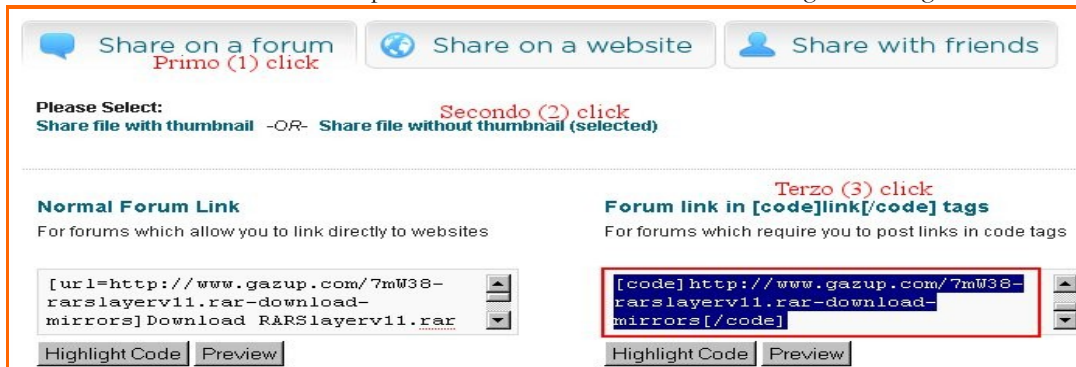 Share on a forum
Share on a website
Share with friends
Primo (1) click
Please Select:
Secondo (2) click
Share file with thumbnail -OR- Share file without thumbnail (selected)
Terzo (3) click
Normal Forum Link
For forums which allow you to link directly to websites
[url=http://www.gazup.com/7mW38-
rarslayerv11.rar-download-
mirrors]Download RARSlayerv11.rar
Highlight Code
Preview
Forum link in [code]link[/code] tags
For forums which require you to post links in code tags
[code]http://www.gazup.com/7mW38-
rarslayerv11.rar-download-
mirrors[/code]
Highlight Code
Preview